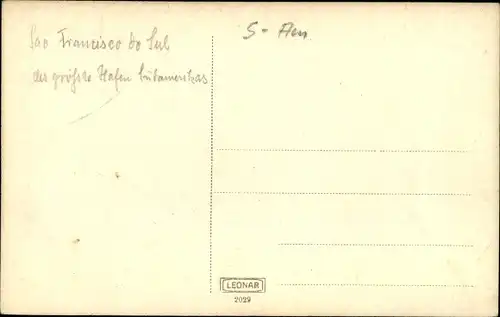 Sao Francisco do Sul
der größte Hafen Südamerikas
S - Am
LEONAR
2029